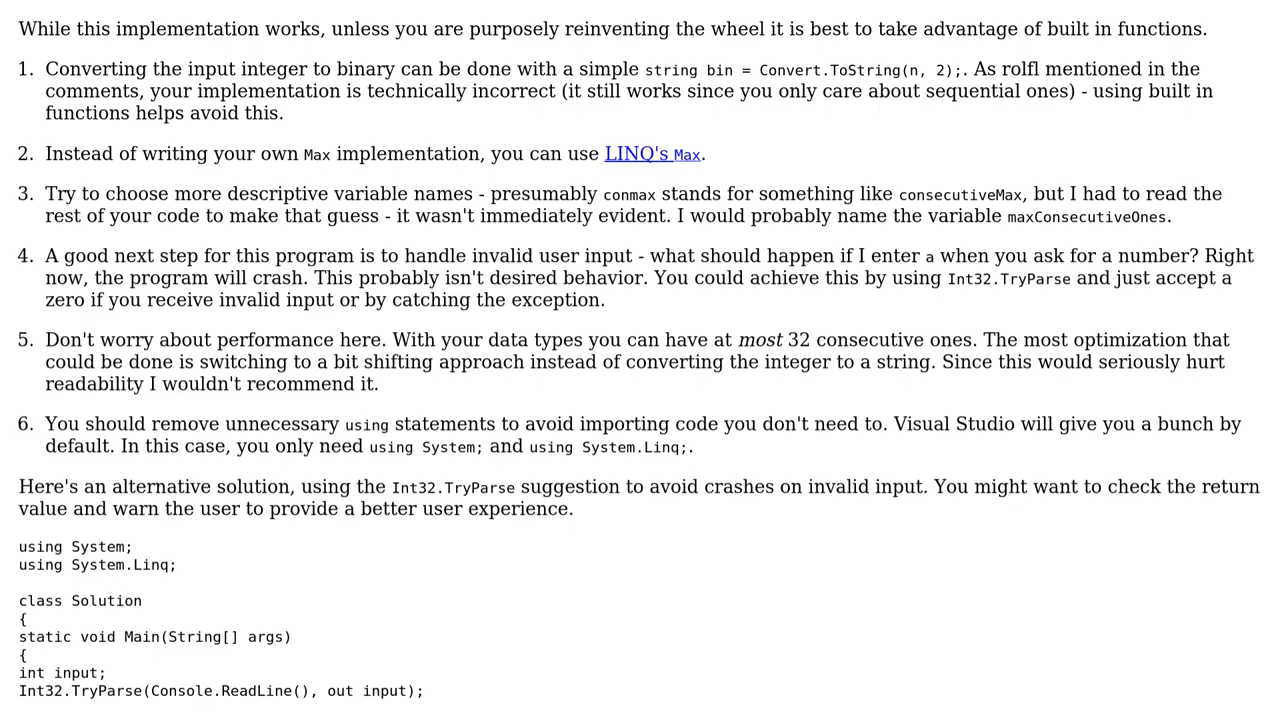 While this implementation works, unless you are purposely reinventing the wheel it is best to take advantage of built in functions.
1. Converting the input integer to binary can be done with a simple string bin = Convert.ToString(n, 2);. As rolfl mentioned in the
comments, your implementation is technically incorrect (it still works since you only care about sequential ones) - using built in
functions helps avoid this.
2. Instead of writing your own Max implementation, you can use LINQ's Max.
3. Try to choose more descriptive variable names - presumably conmax stands for something like consecutiveMax, but I had to read the
rest of your code to make that guess - it wasn't immediately evident. I would probably name the variable maxConsecutiveOnes.
4. A good next step for this program is to handle invalid user input - what should happen if I enter a when you ask for a number? Right
now, the program will crash. This probably isn't desired behavior. You could achieve this by using Int32.TryParse and just accept a
zero if you receive invalid input or by catching the exception.
5. Don't worry about performance here. With your data types you can have at most 32 consecutive ones. The most optimization that
could be done is switching to a bit shifting approach instead of converting the integer to a string. Since this would seriously hurt
readability I wouldn't recommend it.
6. You should remove unnecessary using statements to avoid importing code you don't need to. Visual Studio will give you a bunch by
default. In this case, you only need using System; and using System.Linq;.
Here's an alternative solution, using the Int32.TryParse suggestion to avoid crashes on invalid input. You might want to check the return
value and warn the user to provide a better user experience.
using System;
using System.Linq;
class Solution
{
static void Main(String[] args)
{
int input;
Int32.TryParse(Console.ReadLine(), out input);